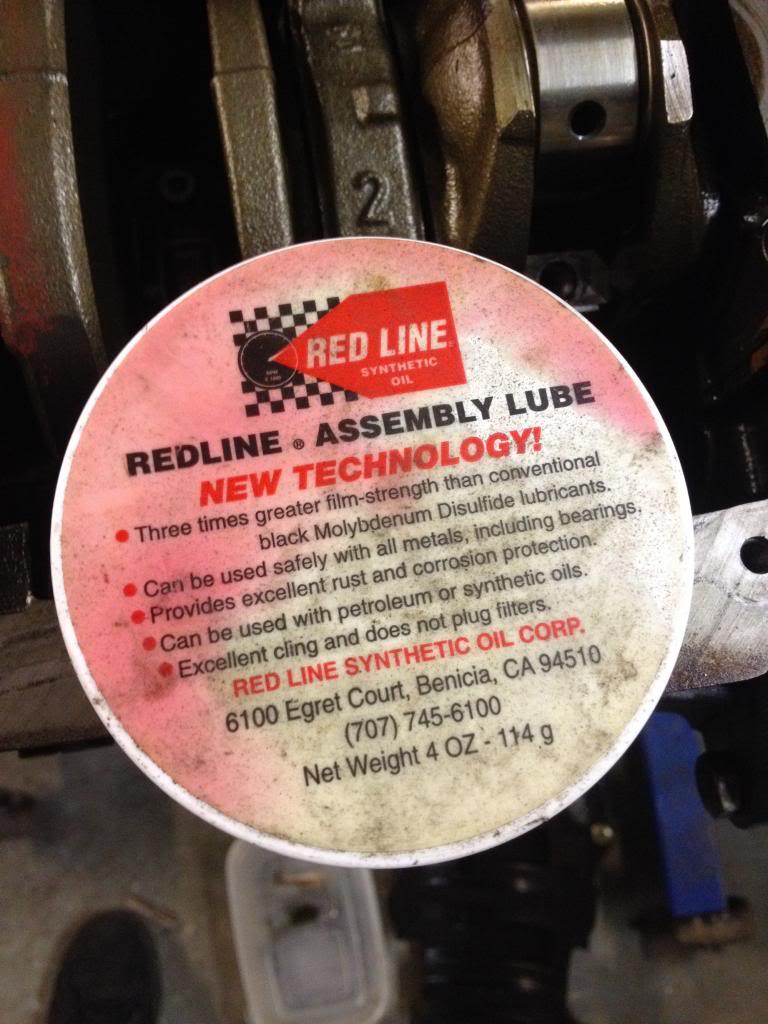 2
RED LINE
SYNTHETIC
OIL
REDLINE ® ASSEMBLY LUBE
NEW TECHNOLOGY!
• Three times greater film-strength than conventional
black Molybdenum Disulfide lubricants.
• Can be used safely with all metals, including bearings.
• Provides excellent rust and corrosion protection.
• Can be used with petroleum or synthetic oils.
• Excellent cling and does not plug filters.
RED LINE SYNTHETIC OIL CORP.
6100 Egret Court, Benicia, CA 94510
(707) 745-6100
Net Weight 4 OZ - 114 g